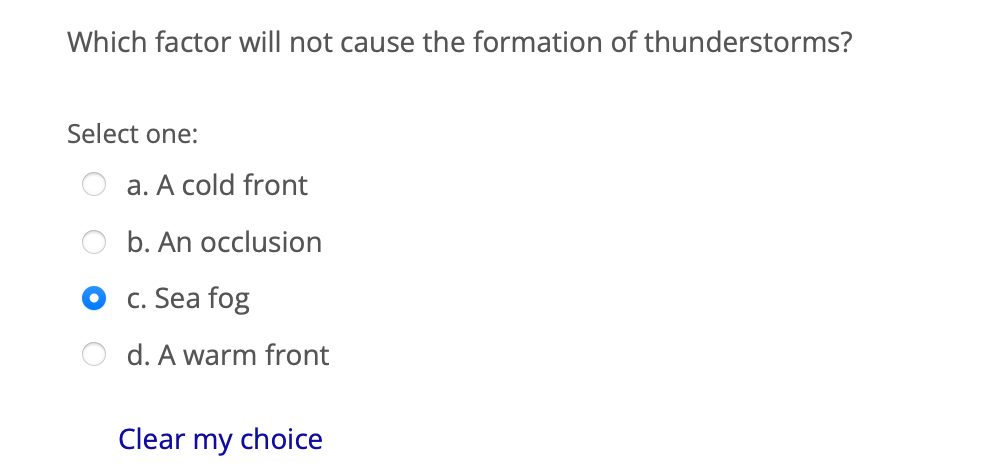 Which factor will not cause the formation of thunderstorms?
Select one:
a. A cold front
b. An occlusion
c. Sea fog
d. A warm front
Clear my choice